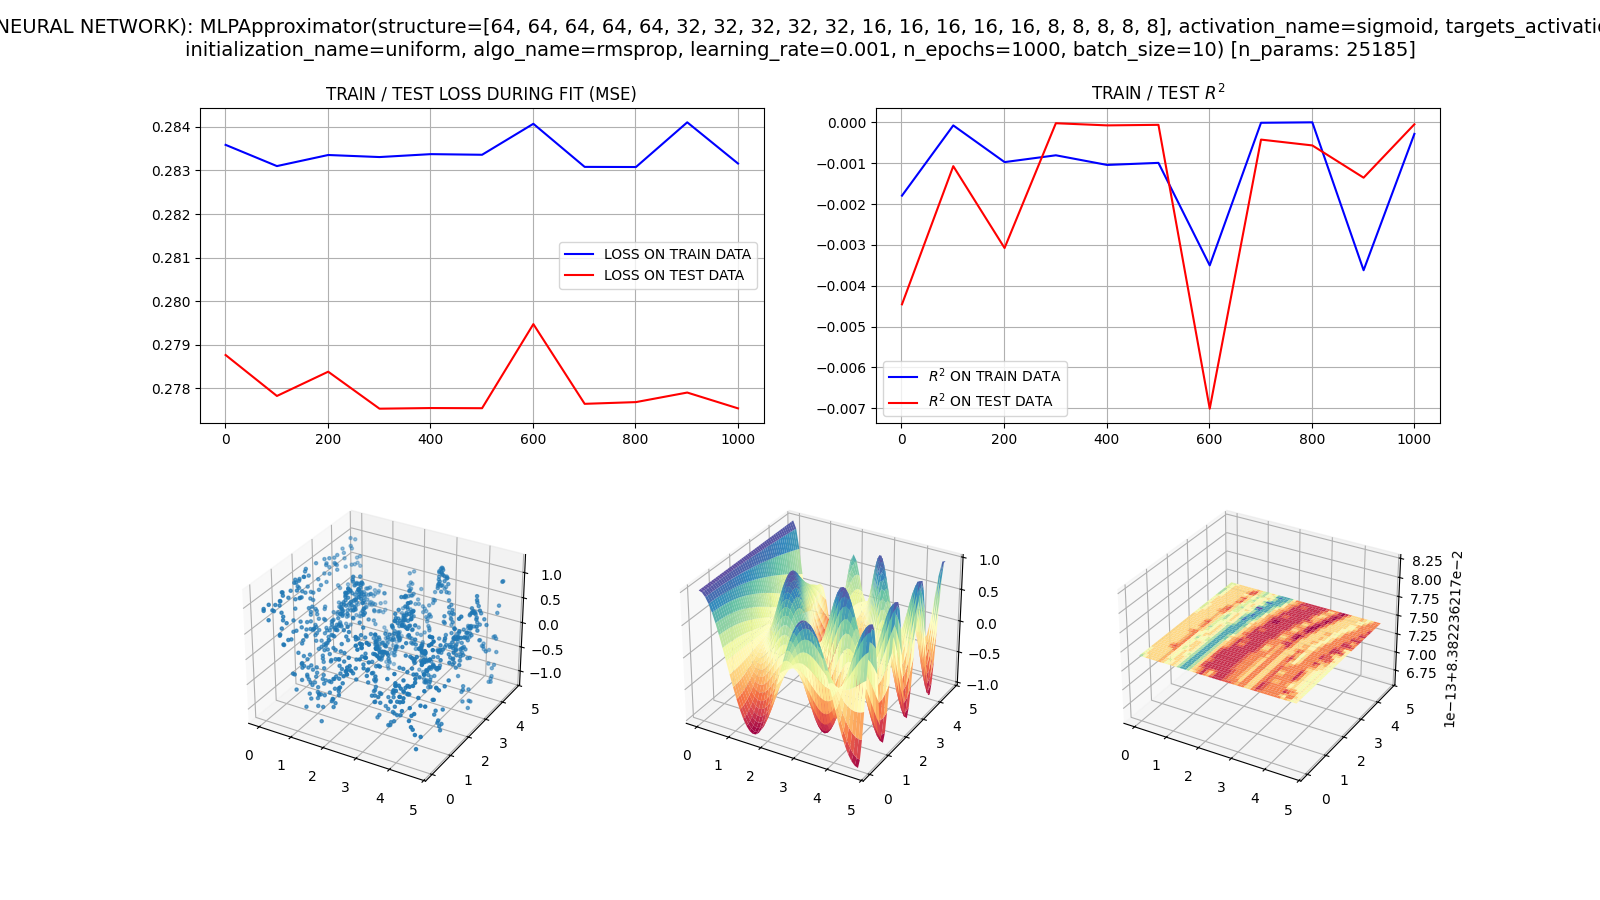 NEURAL NETWORK): MLPApproximator(structure=[64, 64, 64, 64, 64, 32, 32, 32, 32, 32, 16, 16, 16, 16, 16, 8, 8, 8, 8, 8], activation_name=sigmoid, targets_activatio
initialization_name=uniform, algo_name=rmsprop, learning_rate=0.001, n_epochs=1000, batch_size=10) [n_params: 25185]
TRAIN / TEST LOSS DURING FIT (MSE)
0.284
0.283
0.282
0.281
0.280
0.279
0.278
LOSS ON TRAIN DATA
LOSS ON TEST DATA
0 200 400 600 800 1000
TRAIN / TEST R²
0.000
−0.001
−0.002
−0.003
−0.004
−0.005
−0.006
−0.007
R² ON TRAIN DATA
R² ON TEST DATA
0 200 400 600 800 1000
1.0
0.5
0.0
−0.5
−1.0
0 1 2 3 4 5
0 1 2 3 4 5
1.0
0.5
0.0
−0.5
−1.0
0 1 2 3 4 5
0 1 2 3 4 5
8.25
8.00
7.75
7.50
7.25
7.00
6.75
1e−13+8.382236217e−2
0 1 2 3 4 5
0 1 2 3 4 5